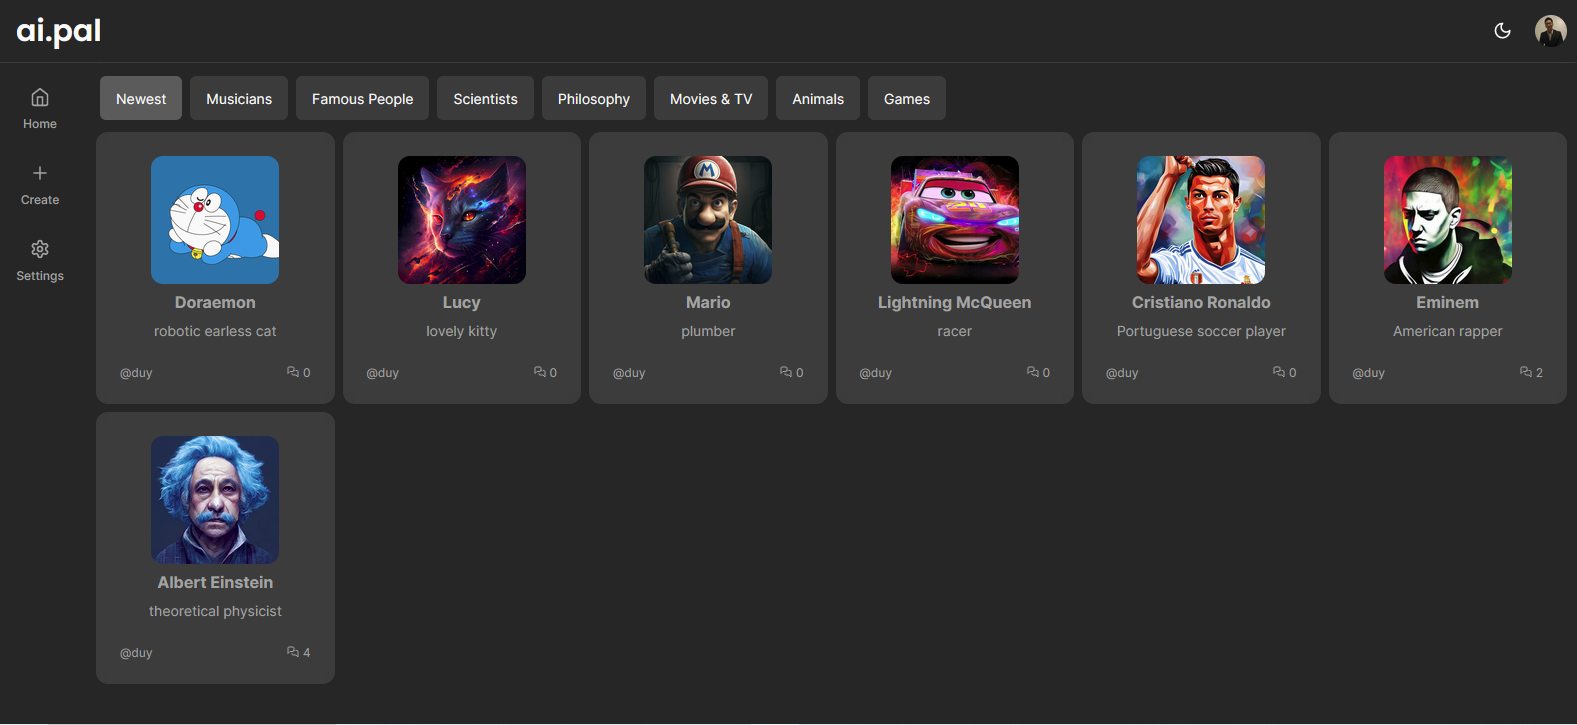 ai.pal
Home
Create
Settings
Newest Musicians Famous People Scientists Philosophy Movies & TV Animals Games
Doraemon
robotic earless cat
@duy 0
Lucy
lovely kitty
@duy 0
M
Mario
plumber
@duy 0
Lightning McQueen
racer
@duy 0
Cristiano Ronaldo
Portuguese soccer player
@duy 0
Eminem
American rapper
@duy 2
Albert Einstein
theoretical physicist
@duy 4